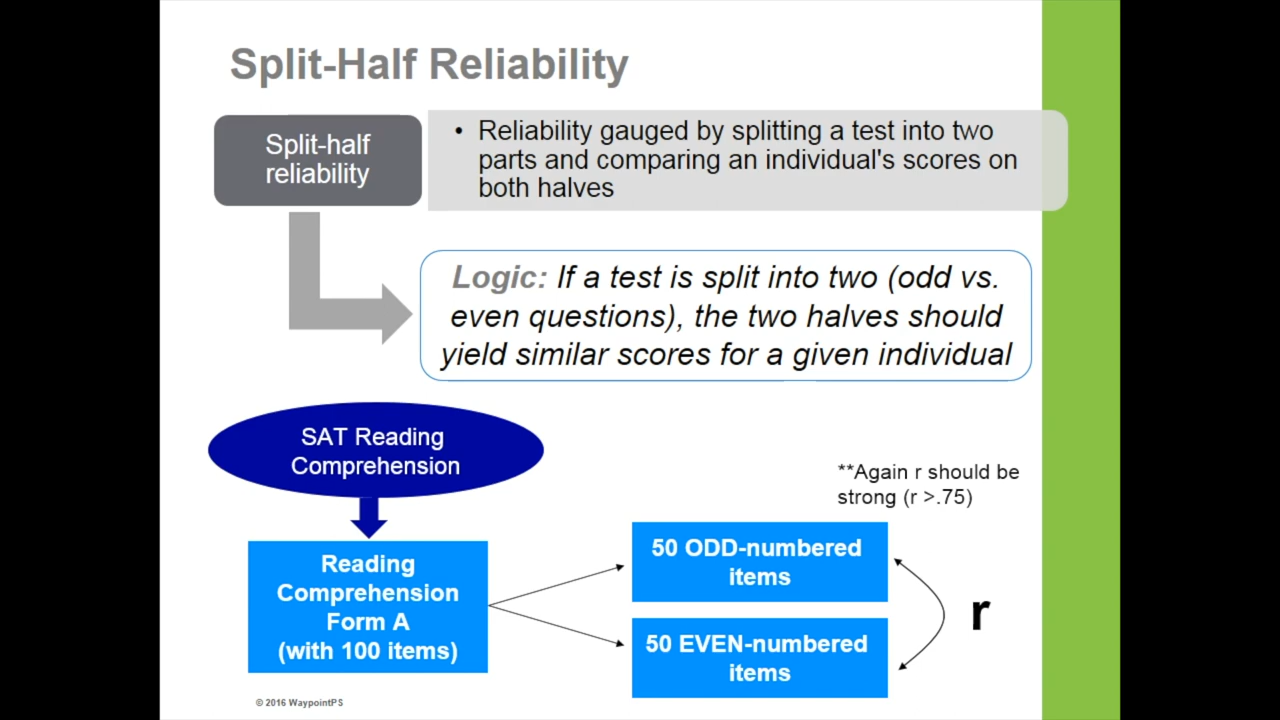 Split-Half Reliability
Split-half
reliability
• Reliability gauged by splitting a test into two
parts and comparing an individual's scores on
both halves
Logic: If a test is split into two (odd vs.
even questions), the two halves should
yield similar scores for a given individual
SAT Reading
Comprehension
**Again r should be
strong (r >.75)
Reading
Comprehension
Form A
(with 100 items)
50 ODD-numbered
items
50 EVEN-numbered
items
r
© 2016 WaypointPS